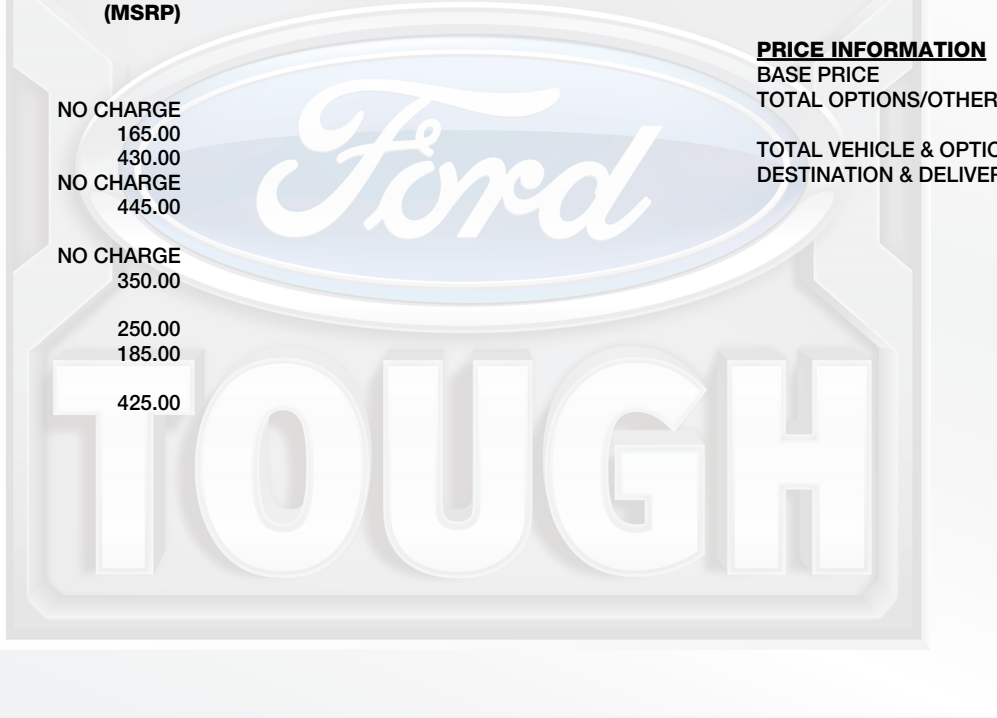 (MSRP)
NO CHARGE
165.00
430.00
NO CHARGE
445.00
NO CHARGE
350.00
250.00
185.00
425.00
PRICE INFORMATION
BASE PRICE
TOTAL OPTIONS/OTHER
TOTAL VEHICLE & OPTIO
DESTINATION & DELIVER
Ford
TOUGH